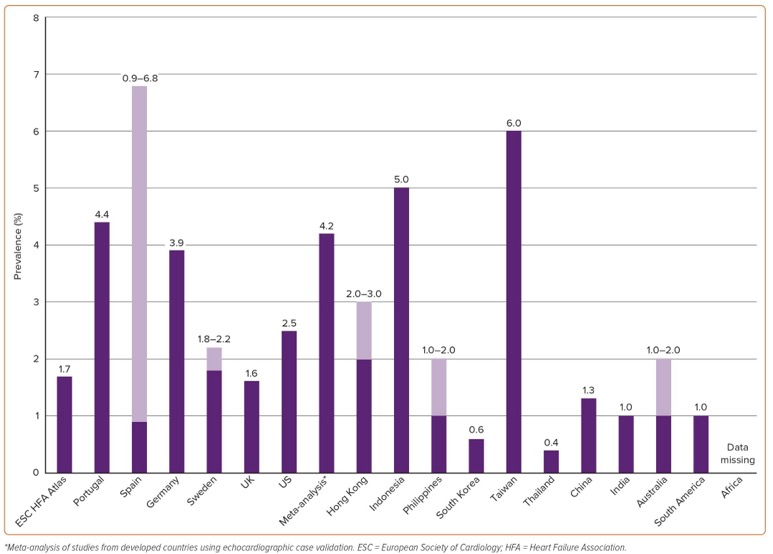 8
7
6
5
4
3
2
1
0
Prevalence (%)
1.7
4.4
0.9–6.8
3.9
1.8–2.2
1.6
2.5
4.2
2.0–3.0
5.0
1.0–2.0
0.6
6.0
0.4
1.3
1.0
1.0–2.0
1.0
Data
missing
ESC HFA Atlas
Portugal
Spain
Germany
Sweden
UK
US
Meta-analysis*
Hong Kong
Indonesia
Philippines
South Korea
Taiwan
Thailand
China
India
Australia
South America
Africa
*Meta-analysis of studies from developed countries using echocardiographic case validation. ESC = European Society of Cardiology; HFA = Heart Failure Association.